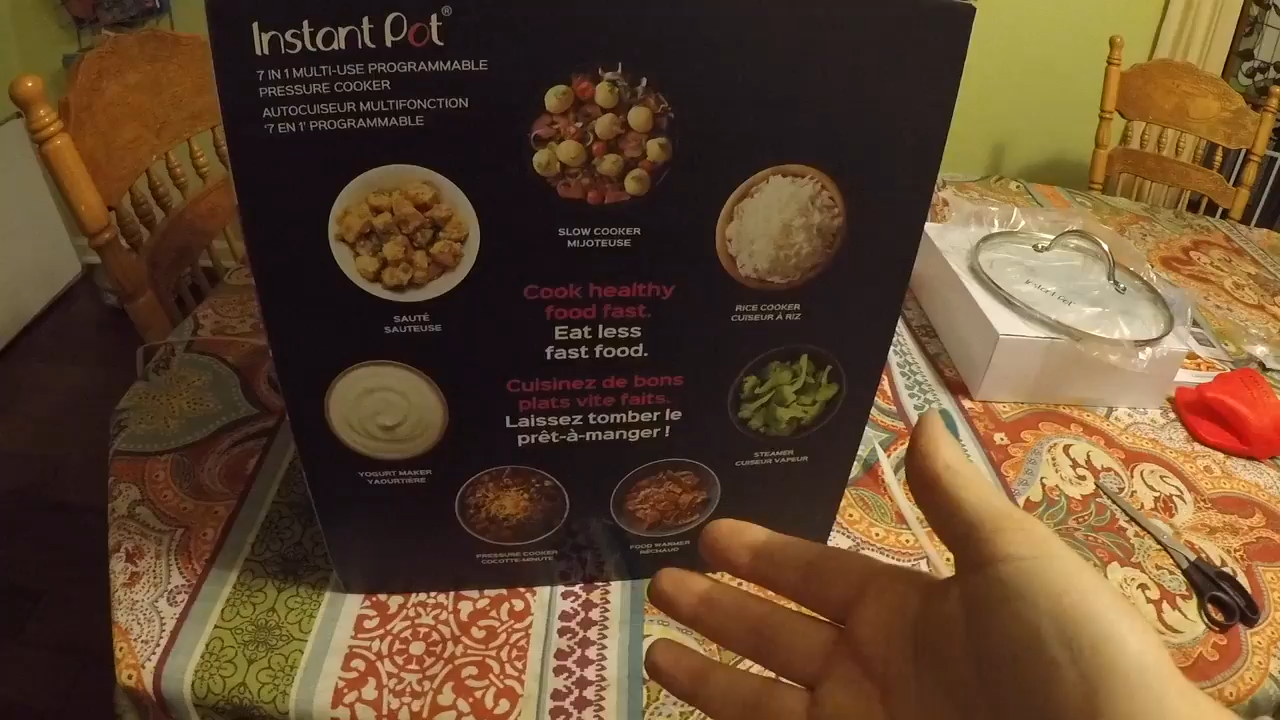 Instant Pot®
7 IN 1 MULTI-USE PROGRAMMABLE
PRESSURE COOKER
AUTOCUISEUR MULTIFONCTION
'7 EN 1' PROGRAMMABLE
SLOW COOKER
MIJOTEUSE
SAUTÉ
SAUTEUSE
RICE COOKER
CUISEUR À RIZ
Cook healthy
food fast.
Eat less
fast food.
Cuisinez de bons
plats vite faits.
Laissez tomber le
prêt-à-manger !
YOGURT MAKER
YAOURTIÈRE
STEAMER
CUISEUR VAPEUR
PRESSURE COOKER
COCOTTE-MINUTE
FOOD WARMER
RÉCHAUD
Instant Pot